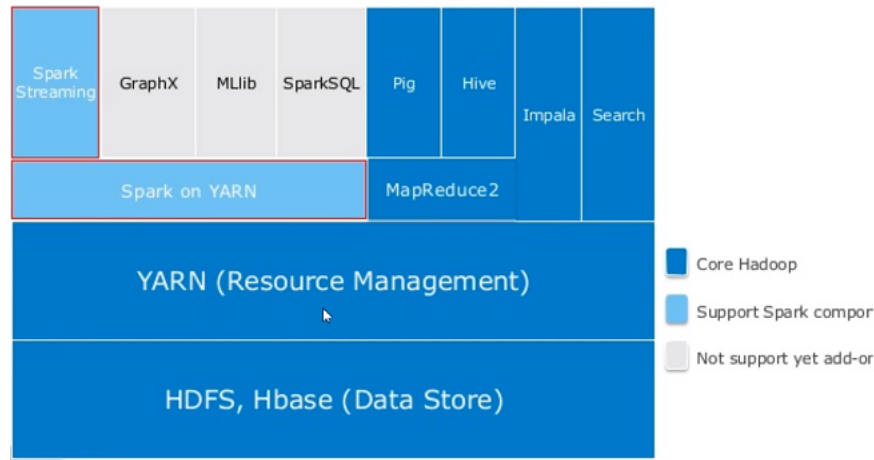 Spark
Streaming
GraphX
MLlib
SparkSQL
Pig
Hive
Impala
Search
Spark on YARN
MapReduce2
YARN (Resource Management)
HDFS, Hbase (Data Store)
Core Hadoop
Support Spark compor
Not support yet add-or